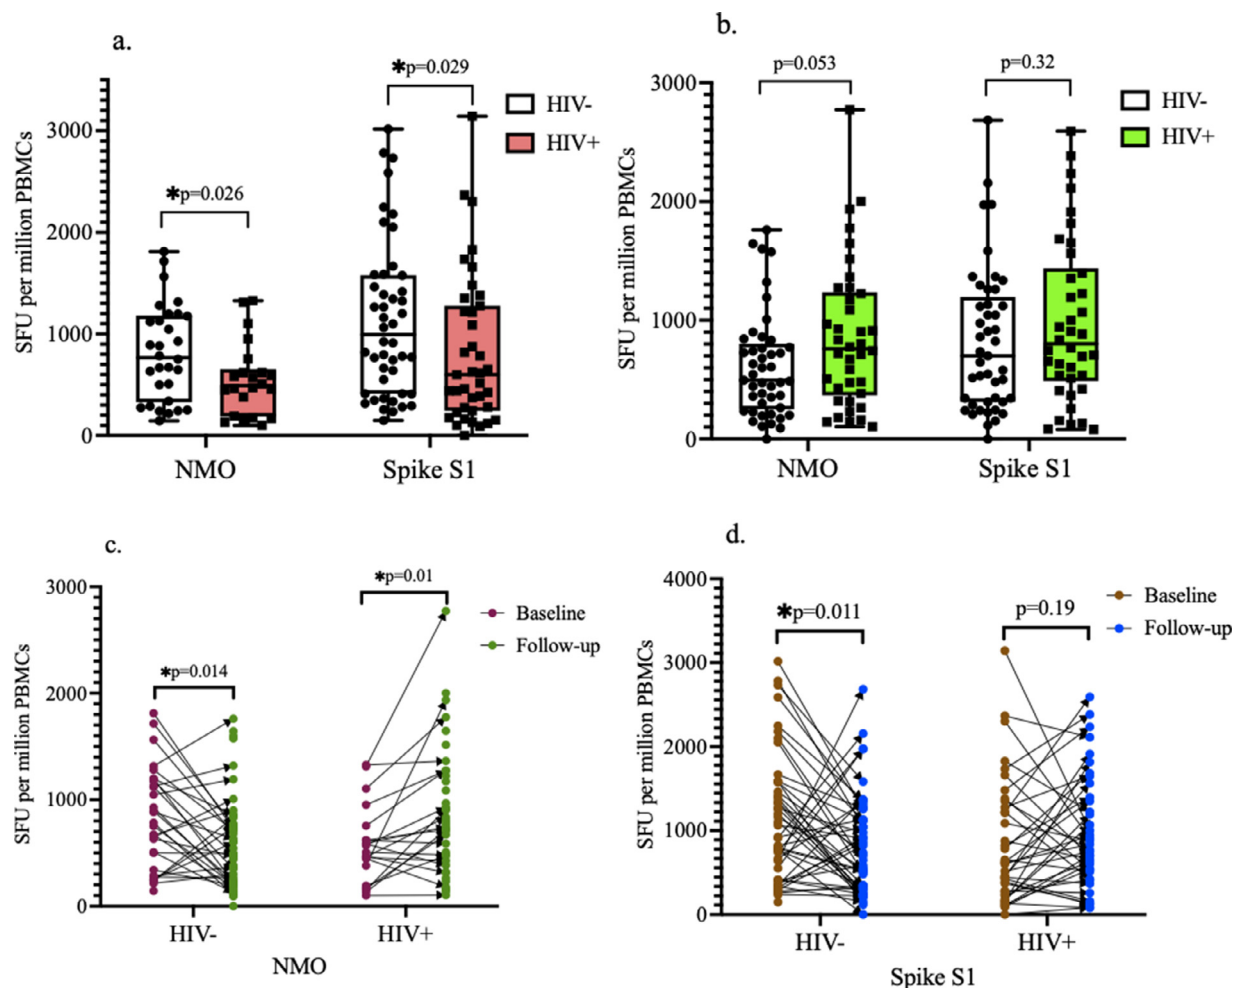 a.
✱p=0.029
✱p=0.026
HIV-
HIV+
SFU per million PBMCs
3000
2000
1000
0
NMO
Spike S1
b.
p=0.053
p=0.32
HIV-
HIV+
SFU per million PBMCs
3000
2000
1000
0
NMO
Spike S1
c.
✱p=0.01
✱p=0.014
Baseline
Follow-up
SFU per million PBMCs
3000
2000
1000
0
HIV-
HIV+
NMO
d.
✱p=0.011
p=0.19
Baseline
Follow-up
SFU per million PBMCs
4000
3000
2000
1000
0
HIV-
HIV+
Spike S1